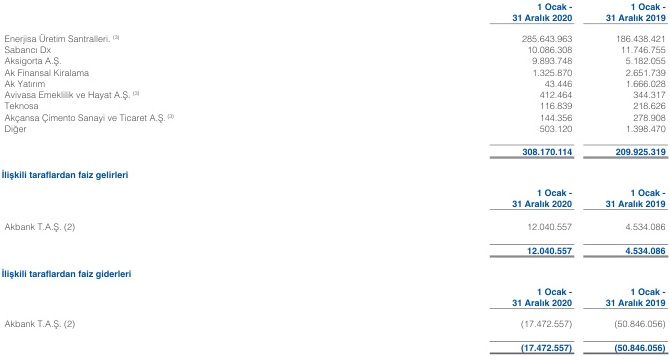 1 Ocak - 1 Ocak -
31 Aralık 2020 31 Aralık 2019
Enerjisa Üretim Santralleri. (3) 285.643.963 186.438.421
Sabancı Dx 10.086.308 11.746.755
Aksigorta A.Ş. 9.893.748 5.182.055
Ak Finansal Kiralama 1.325.870 2.651.739
Ak Yatırım 43.446 1.666.028
Avivasa Emeklilik ve Hayat A.Ş. (3) 412.464 344.317
Teknosa 116.839 218.626
Akçansa Çimento Sanayi ve Ticaret A.Ş. (3) 144.356 278.908
Diğer 503.120 1.398.470
308.170.114 209.925.319
İlişkili taraflardan faiz gelirleri
1 Ocak - 1 Ocak -
31 Aralık 2020 31 Aralık 2019
Akbank T.A.Ş. (2) 12.040.557 4.534.086
12.040.557 4.534.086
İlişkili taraflardan faiz giderleri
1 Ocak - 1 Ocak -
31 Aralık 2020 31 Aralık 2019
Akbank T.A.Ş. (2) (17.472.557) (50.846.056)
(17.472.557) (50.846.056)